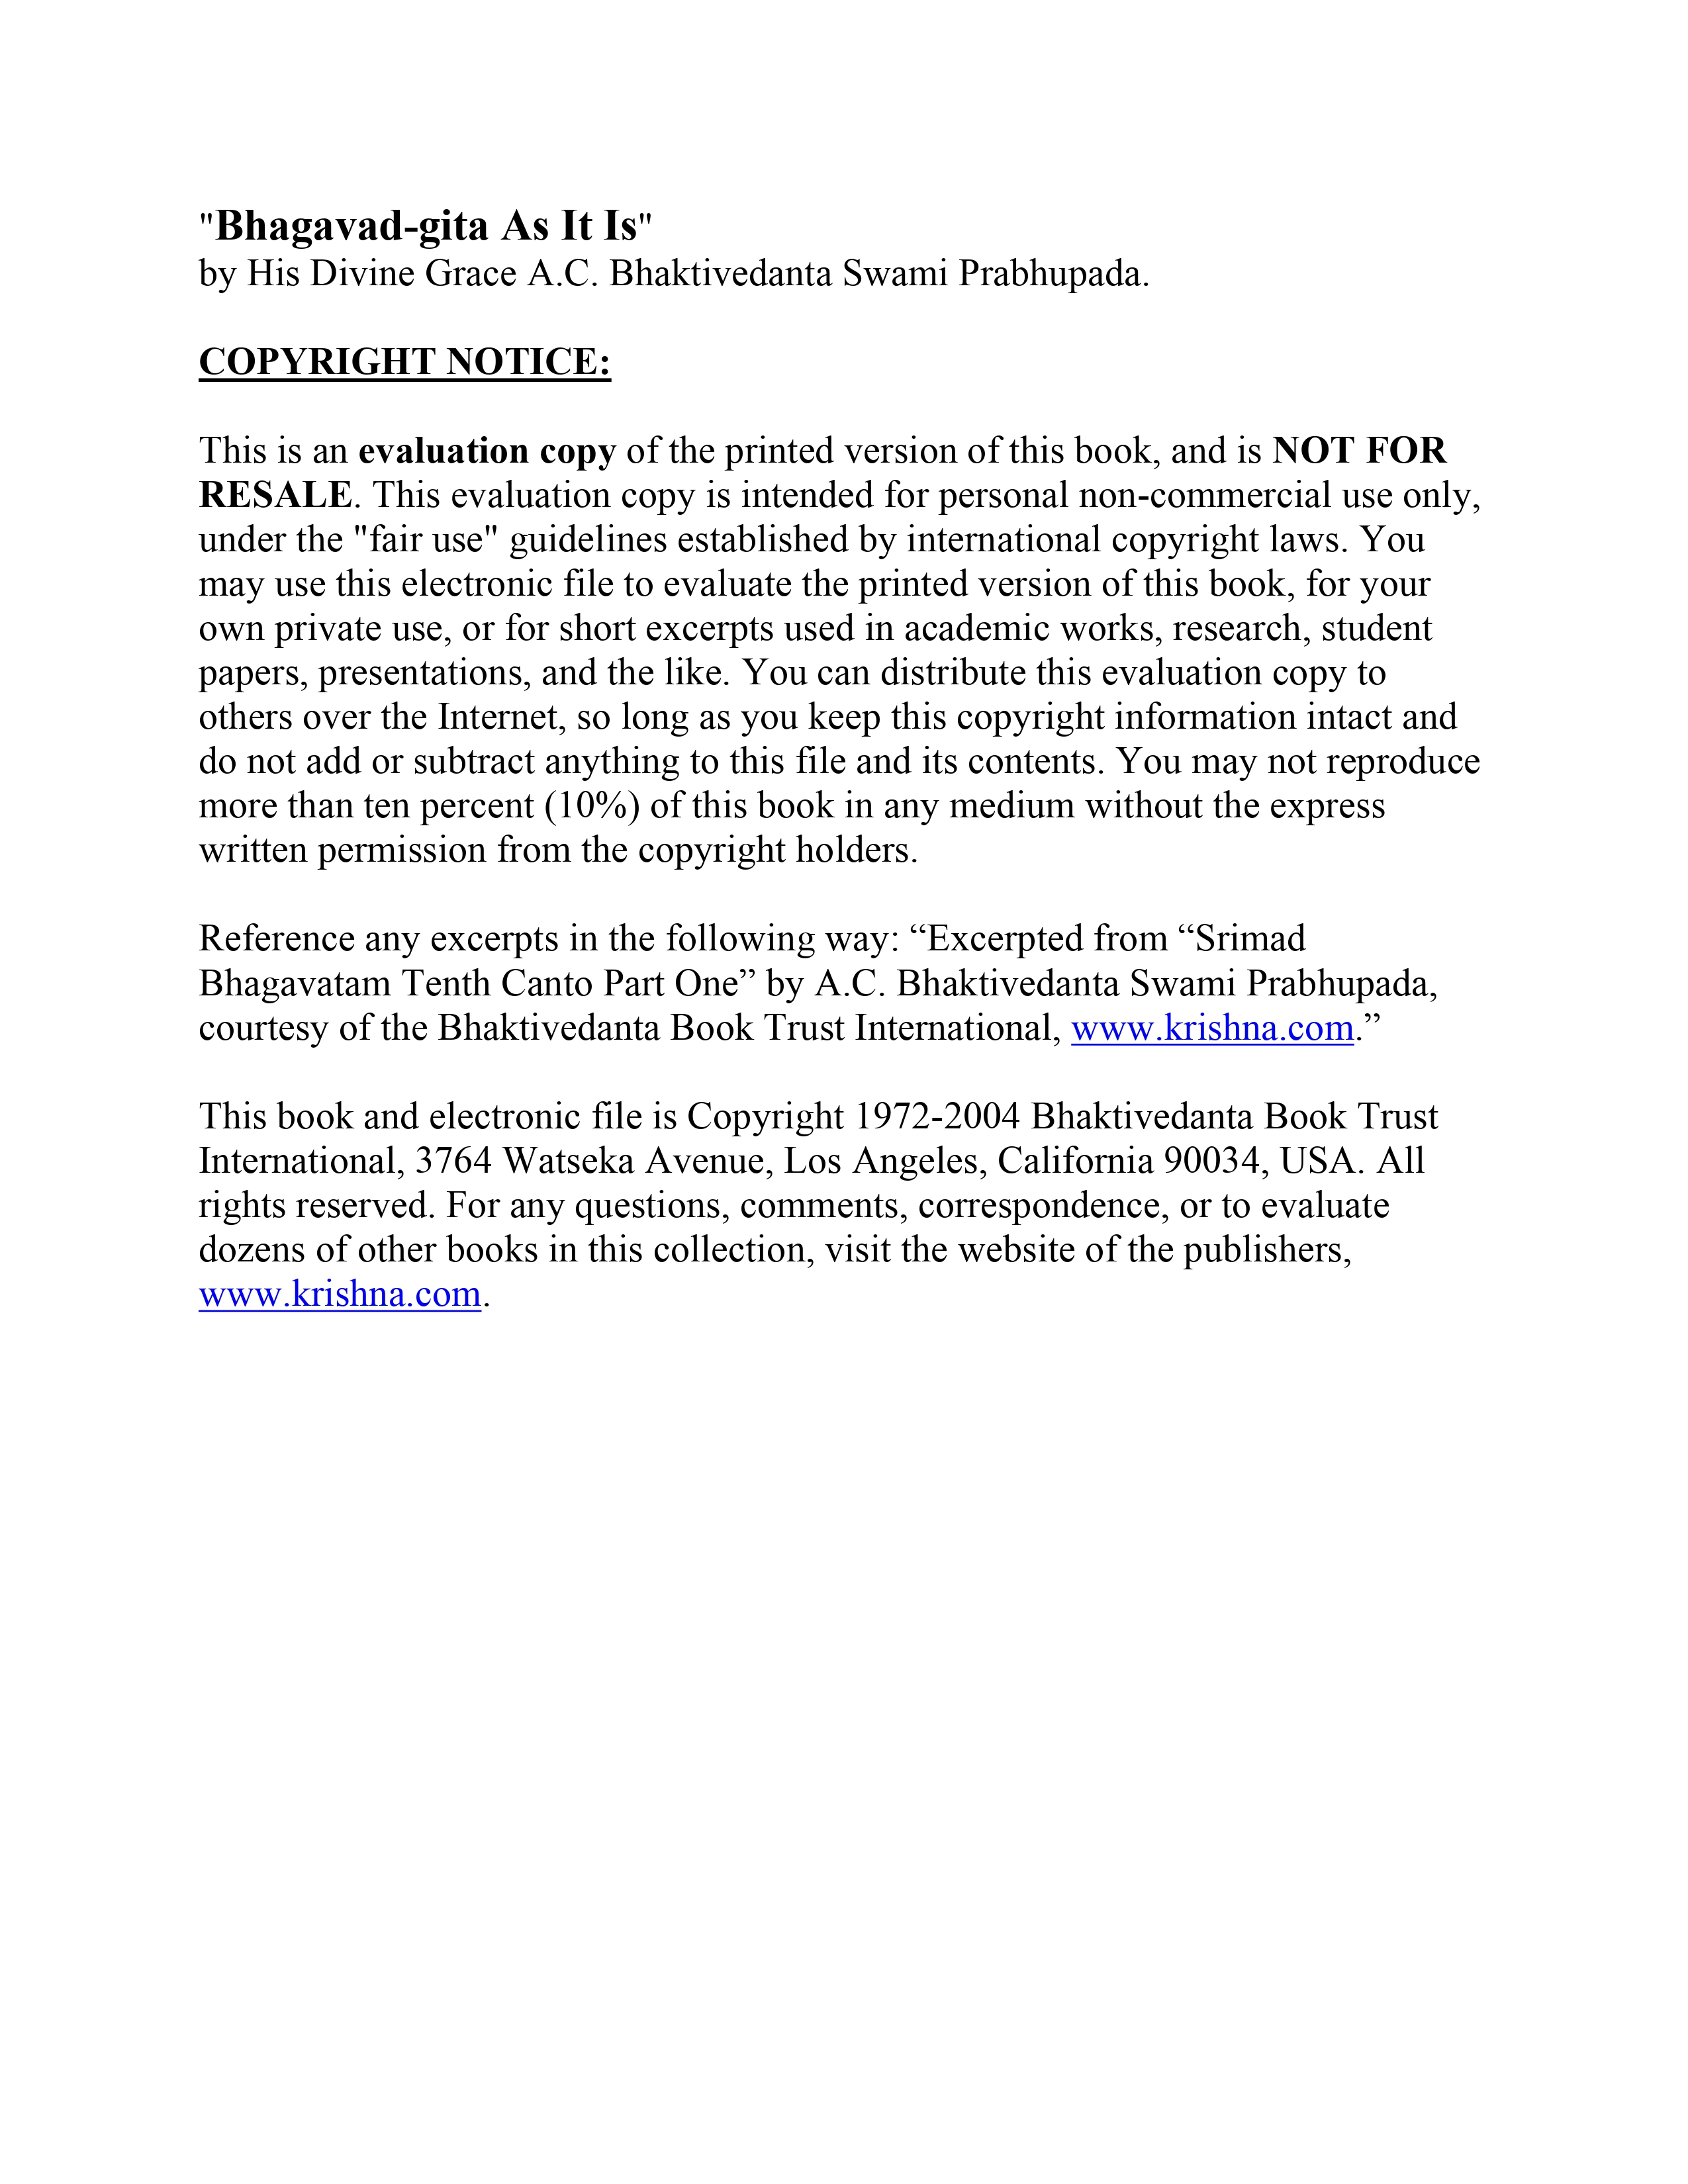 "Bhagavad-gita As It Is"
by His Divine Grace A.C. Bhaktivedanta Swami Prabhupada.
COPYRIGHT NOTICE:
This is an evaluation copy of the printed version of this book, and is NOT FOR
RESALE. This evaluation copy is intended for personal non-commercial use only,
under the "fair use" guidelines established by international copyright laws. You
may use this electronic file to evaluate the printed version of this book, for your
own private use, or for short excerpts used in academic works, research, student
papers, presentations, and the like. You can distribute this evaluation copy to
others over the Internet, so long as you keep this copyright information intact and
do not add or subtract anything to this file and its contents. You may not reproduce
more than ten percent (10%) of this book in any medium without the express
written permission from the copyright holders.
Reference any excerpts in the following way: “Excerpted from “Srimad
Bhagavatam Tenth Canto Part One” by A.C. Bhaktivedanta Swami Prabhupada,
courtesy of the Bhaktivedanta Book Trust International, www.krishna.com.”
This book and electronic file is Copyright 1972-2004 Bhaktivedanta Book Trust
International, 3764 Watseka Avenue, Los Angeles, California 90034, USA. All
rights reserved. For any questions, comments, correspondence, or to evaluate
dozens of other books in this collection, visit the website of the publishers,
www.krishna.com.